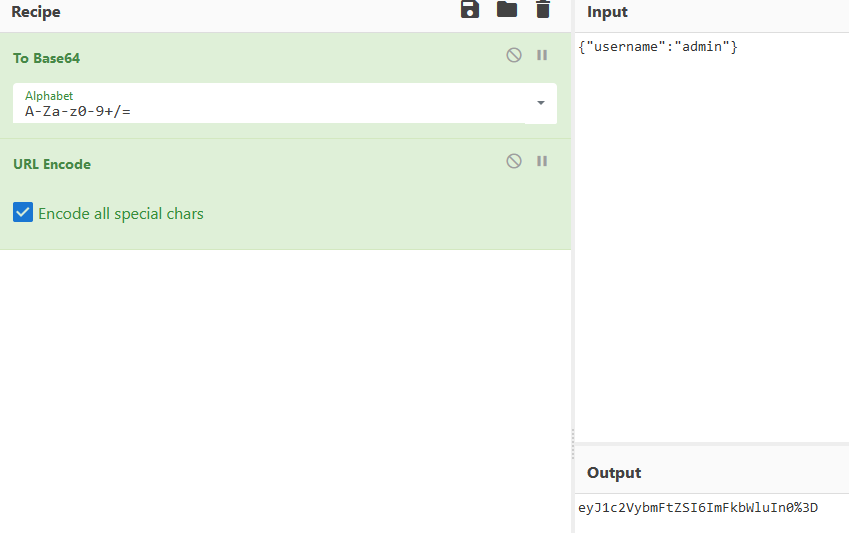 Recipe
To Base64
Alphabet
A-Za-z0-9+/=
URL Encode
Encode all special chars
Input
{"username":"admin"}
Output
eyJ1c2VybmFtZSI6ImFkbWluIn0%3D